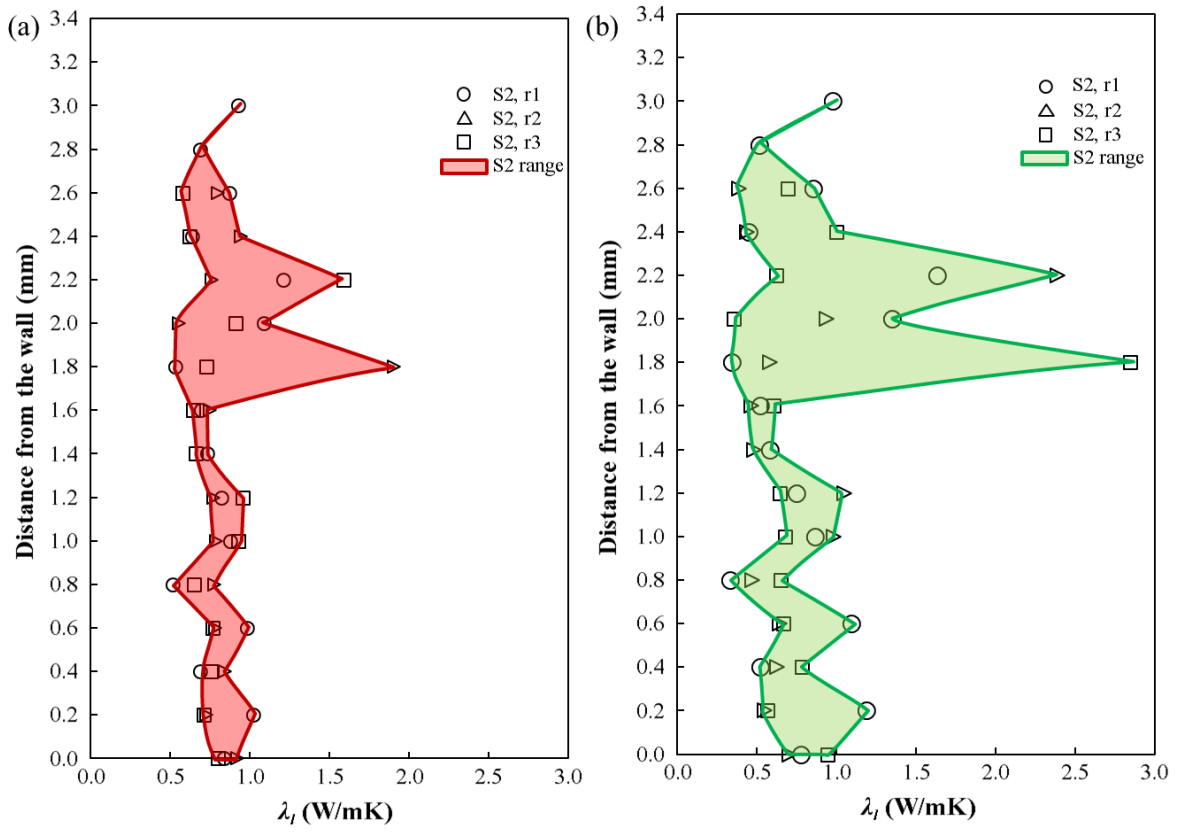 (a)
3.4
3.2
3.0
2.8
2.6
2.4
2.2
2.0
1.8
1.6
1.4
1.2
1.0
0.8
0.6
0.4
0.2
0.0
Distance from the wall (mm)
S2, r1
S2, r2
S2, r3
S2 range
0.0 0.5 1.0 1.5 2.0 2.5 3.0
λl (W/mK)
(b)
3.4
3.2
3.0
2.8
2.6
2.4
2.2
2.0
1.8
1.6
1.4
1.2
1.0
0.8
0.6
0.4
0.2
0.0
Distance from the wall (mm)
S2, r1
S2, r2
S2, r3
S2 range
0.0 0.5 1.0 1.5 2.0 2.5 3.0
λl (W/mK)